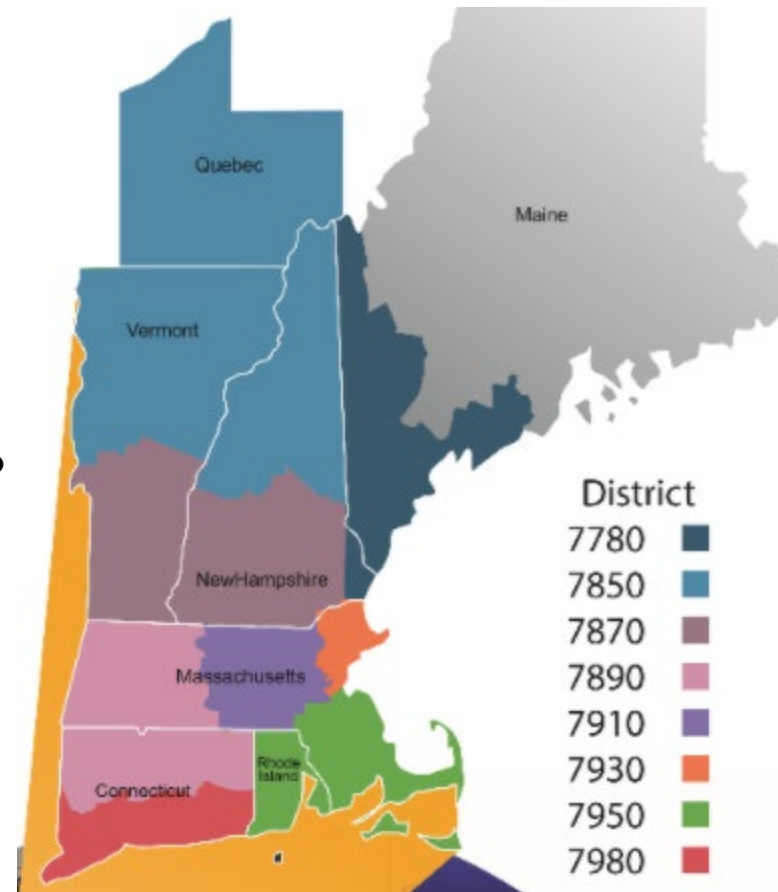 Quebec
Maine
Vermont
NewHampshire
Massachusetts
Rhode
Island
Connecticut
District
7780
7850
7870
7890
7910
7930
7950
7980